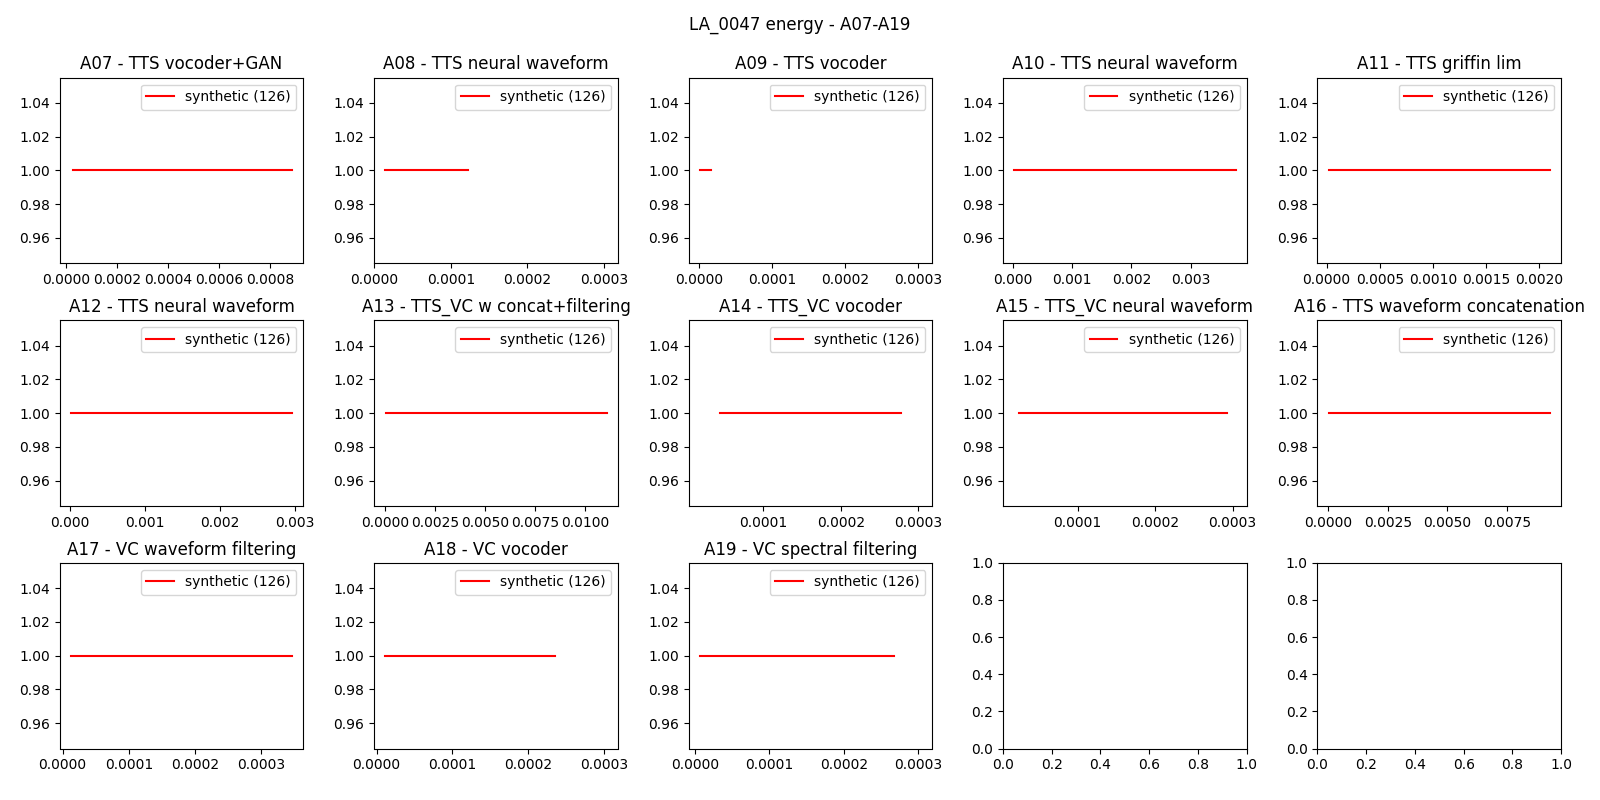 LA_0047 energy - A07-A19
A07 - TTS vocoder+GAN
synthetic (126)
1.04
1.02
1.00
0.98
0.96
0.0000 0.0002 0.0004 0.0006 0.0008
A08 - TTS neural waveform
synthetic (126)
1.04
1.02
1.00
0.98
0.96
0.0000 0.0001 0.0002 0.0003
A09 - TTS vocoder
synthetic (126)
1.04
1.02
1.00
0.98
0.96
0.0000 0.0001 0.0002 0.0003
A10 - TTS neural waveform
synthetic (126)
1.04
1.02
1.00
0.98
0.96
0.000 0.001 0.002 0.003
A11 - TTS griffin lim
synthetic (126)
1.04
1.02
1.00
0.98
0.96
0.0000 0.0005 0.0010 0.0015 0.0020
A12 - TTS neural waveform
synthetic (126)
1.04
1.02
1.00
0.98
0.96
0.000 0.001 0.002 0.003
A13 - TTS_VC w concat+filtering
synthetic (126)
1.04
1.02
1.00
0.98
0.96
0.0000 0.0025 0.0050 0.0075 0.0100
A14 - TTS_VC vocoder
synthetic (126)
1.04
1.02
1.00
0.98
0.96
0.0001 0.0002 0.0003
A15 - TTS_VC neural waveform
synthetic (126)
1.04
1.02
1.00
0.98
0.96
0.0001 0.0002 0.0003
A16 - TTS waveform concatenation
synthetic (126)
1.04
1.02
1.00
0.98
0.96
0.0000 0.0025 0.0050 0.0075
A17 - VC waveform filtering
synthetic (126)
1.04
1.02
1.00
0.98
0.96
0.0000 0.0001 0.0002 0.0003
A18 - VC vocoder
synthetic (126)
1.04
1.02
1.00
0.98
0.96
0.0000 0.0001 0.0002 0.0003
A19 - VC spectral filtering
synthetic (126)
1.04
1.02
1.00
0.98
0.96
0.0000 0.0001 0.0002 0.0003
1.0
0.8
0.6
0.4
0.2
0.0
0.0 0.2 0.4 0.6 0.8 1.0
1.0
0.8
0.6
0.4
0.2
0.0
0.0 0.2 0.4 0.6 0.8 1.0